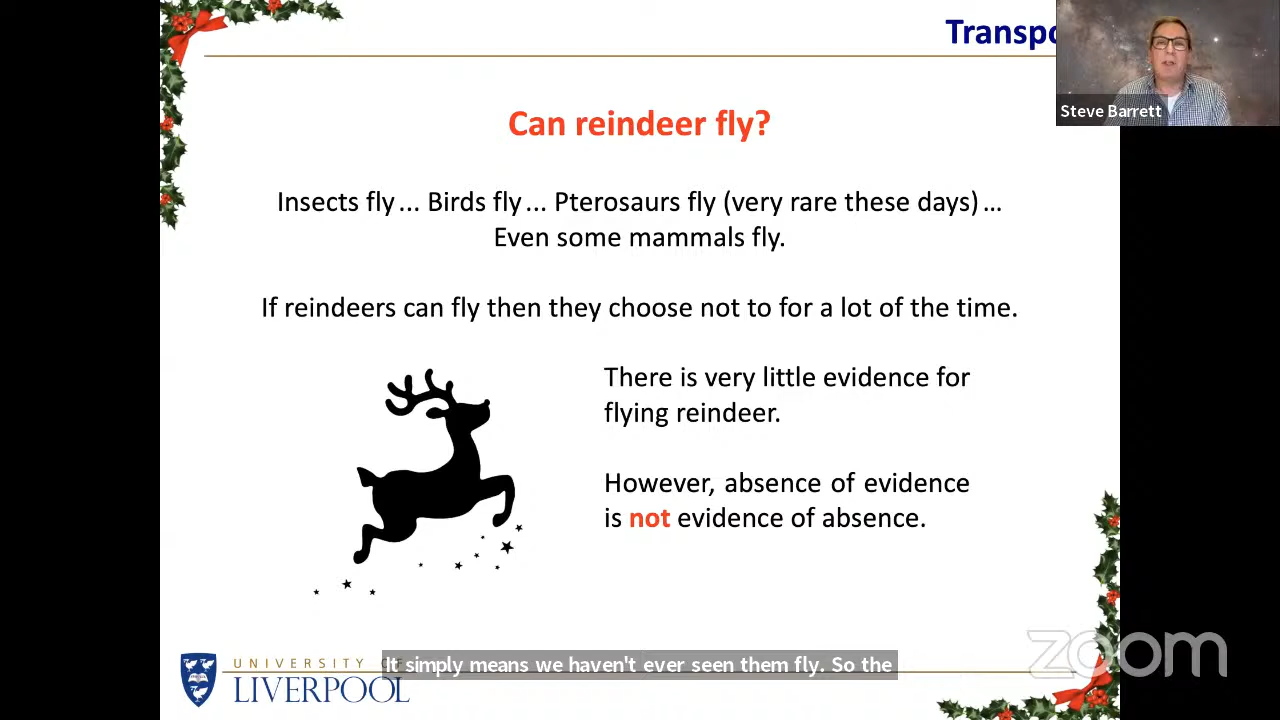 Transpo
Steve Barrett
Can reindeer fly?
Insects fly... Birds fly... Pterosaurs fly (very rare these days)...
Even some mammals fly.
If reindeers can fly then they choose not to for a lot of the time.
There is very little evidence for
flying reindeer.
However, absence of evidence
is not evidence of absence.
zoom
UNIVERSITY OF
LIVERPOOL
It simply means we haven't ever seen them fly. So the